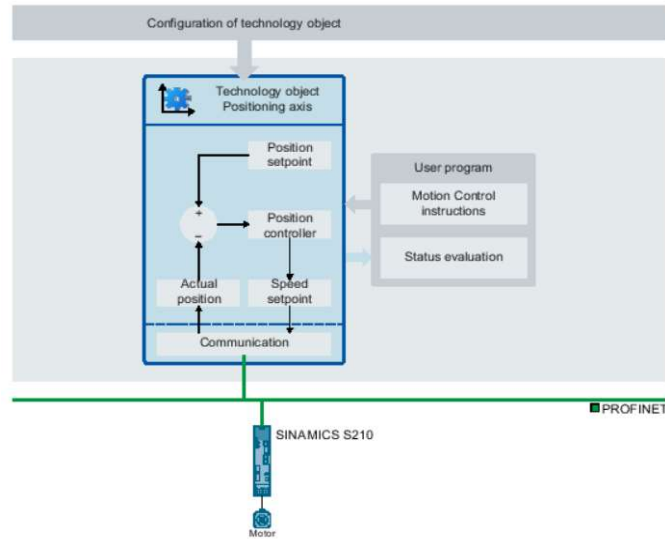 Configuration of technology object
Technology object
Positioning axis
Position
setpoint
User program
Motion Control
instructions
+
Position
controller
−
Status evaluation
Actual
position
Speed
setpoint
Communication
PROFINET
SINAMICS S210
Motor